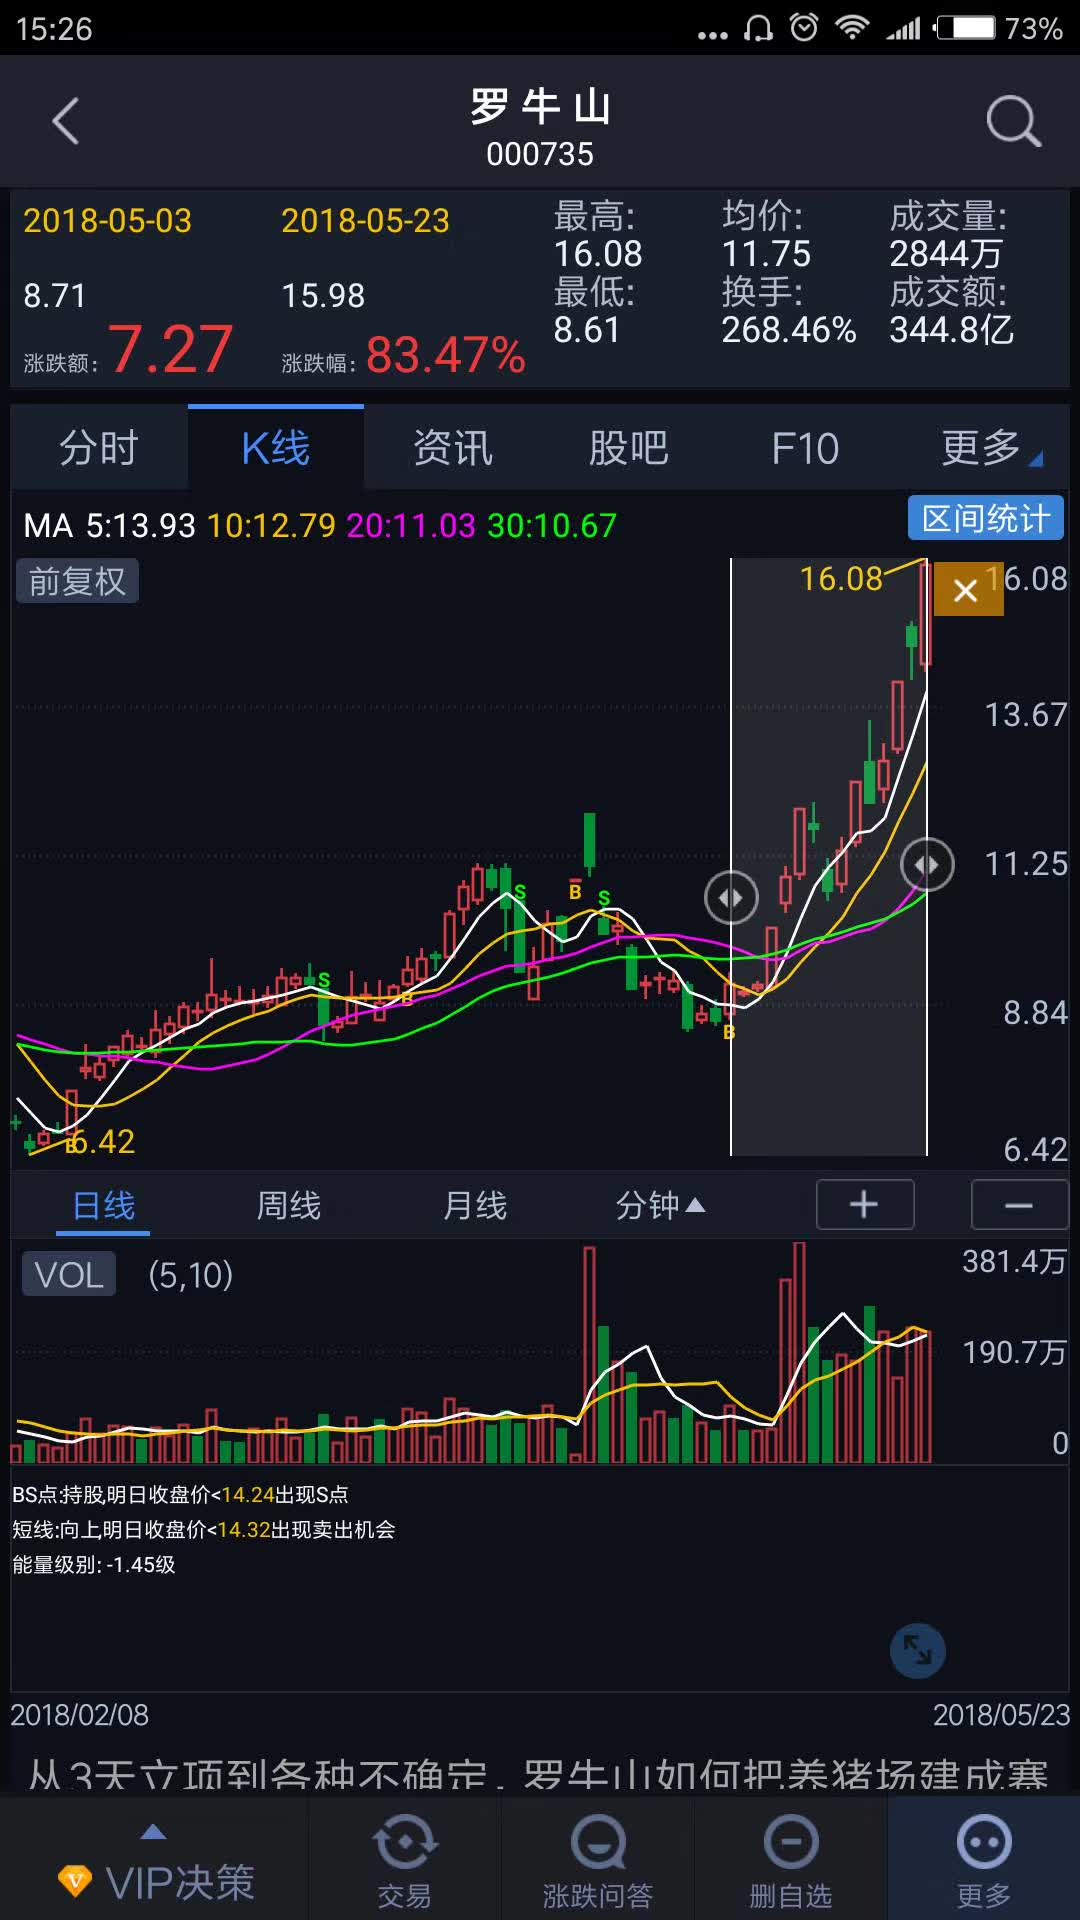 15:26
73%
罗牛山
000735
2018-05-03 2018-05-23 最高: 均价: 成交量:
16.08 11.75 2844万
8.71 15.98 最低: 换手: 成交额:
8.61 268.46% 344.8亿
涨跌额: 7.27 涨跌幅: 83.47%
分时 K线 资讯 股吧 F10 更多
MA 5:13.93 10:12.79 20:11.03 30:10.67 区间统计
前复权 16.08 16.08
13.67
11.25
S B S
S
B
8.84
B
B 6.42
6.42
日线 周线 月线 分钟
VOL (5,10) 381.4万
190.7万
0
BS点:持股,明日收盘价<14.24出现S点
短线:向上,明日收盘价<14.32出现卖出机会
能量级别: -1.45级
2018/02/08 2018/05/23
从3天立项到各种不确定,罗牛山如何把养猪场建成赛
VIP决策 交易 涨跌问答 删自选 更多